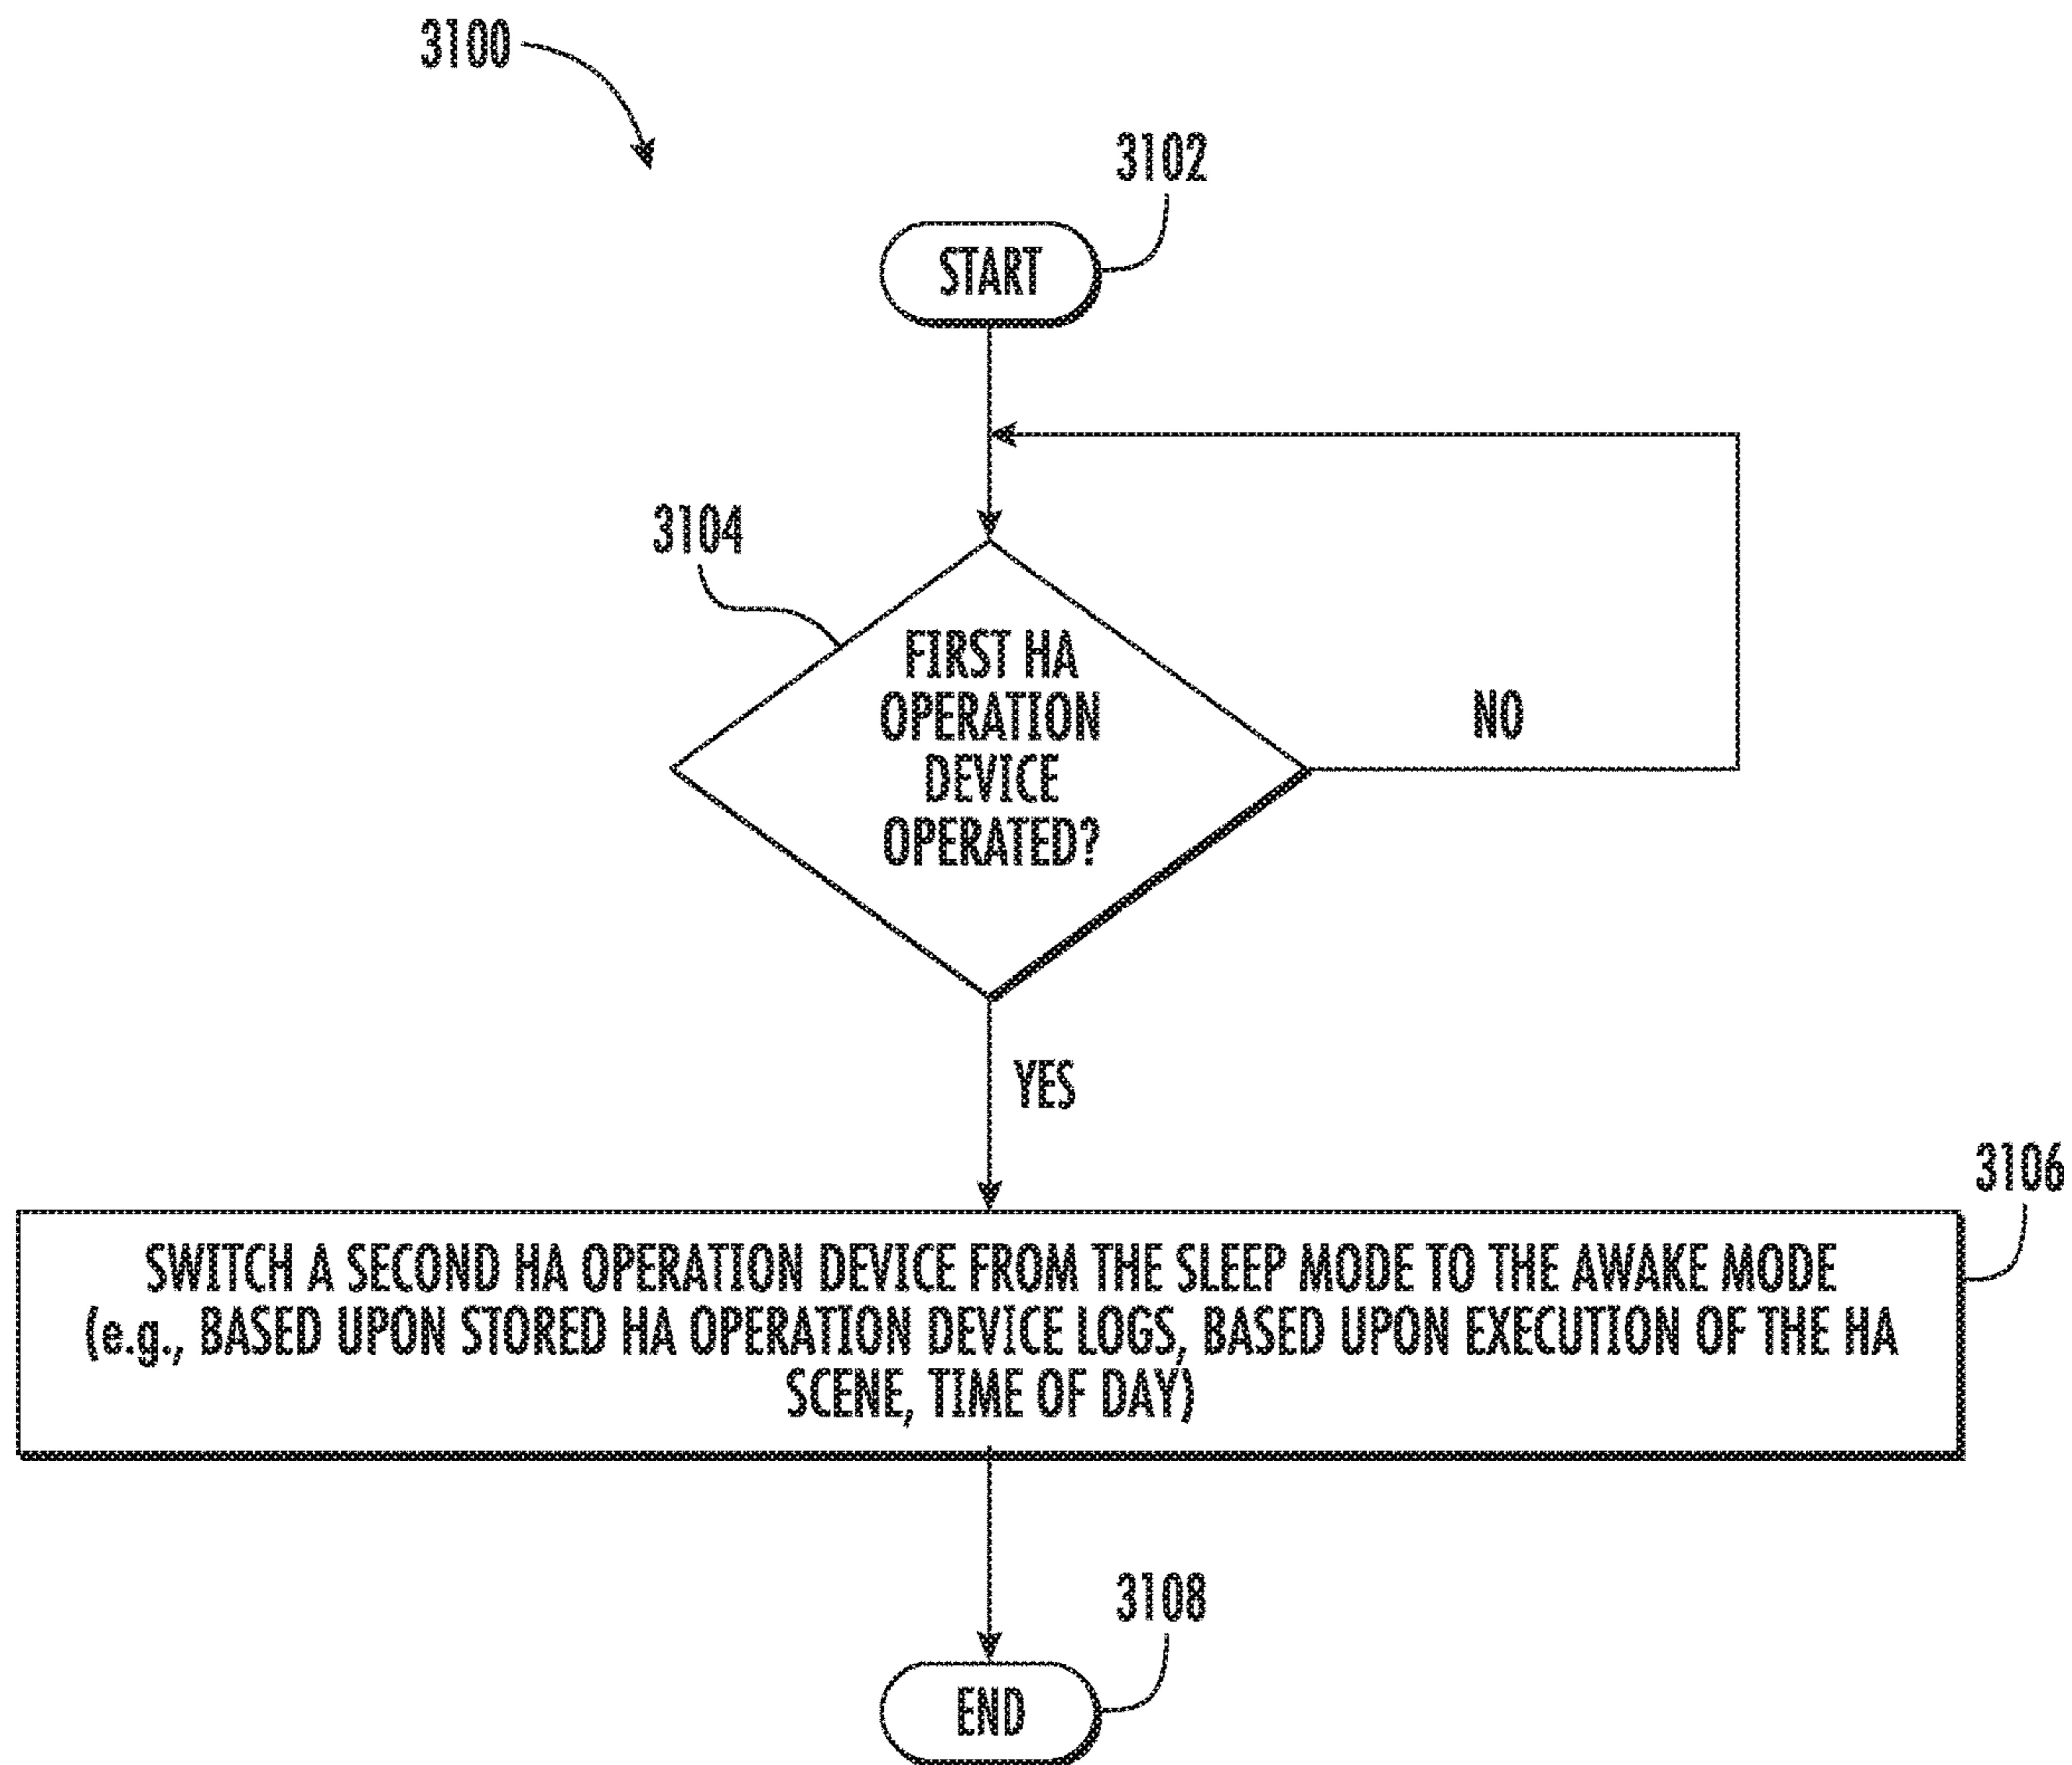 3100
3102
START
3104
FIRST HA
OPERATION
DEVICE
OPERATED?
NO
YES
3106
SWITCH A SECOND HA OPERATION DEVICE FROM THE SLEEP MODE TO THE AWAKE MODE
(e.g., BASED UPON STORED HA OPERATION DEVICE LOGS, BASED UPON EXECUTION OF THE HA
SCENE, TIME OF DAY)
3108
END